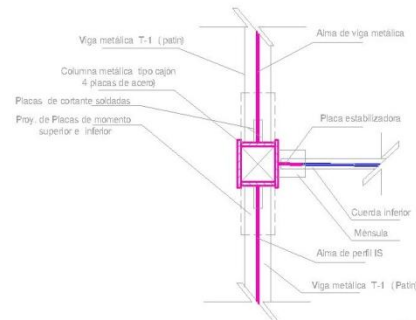 Viga metálica T-1 (patín)
Alma de viga metálica
Columna metálica tipo cajón
4 placas de acero)
Placas de cortante soldadas
Proy. de Placas de momento
superior e inferior
Placa estabilizadora
Cuerda inferior
Ménsula
Alma de perfil IS
Viga metálica T-1 (Patín)